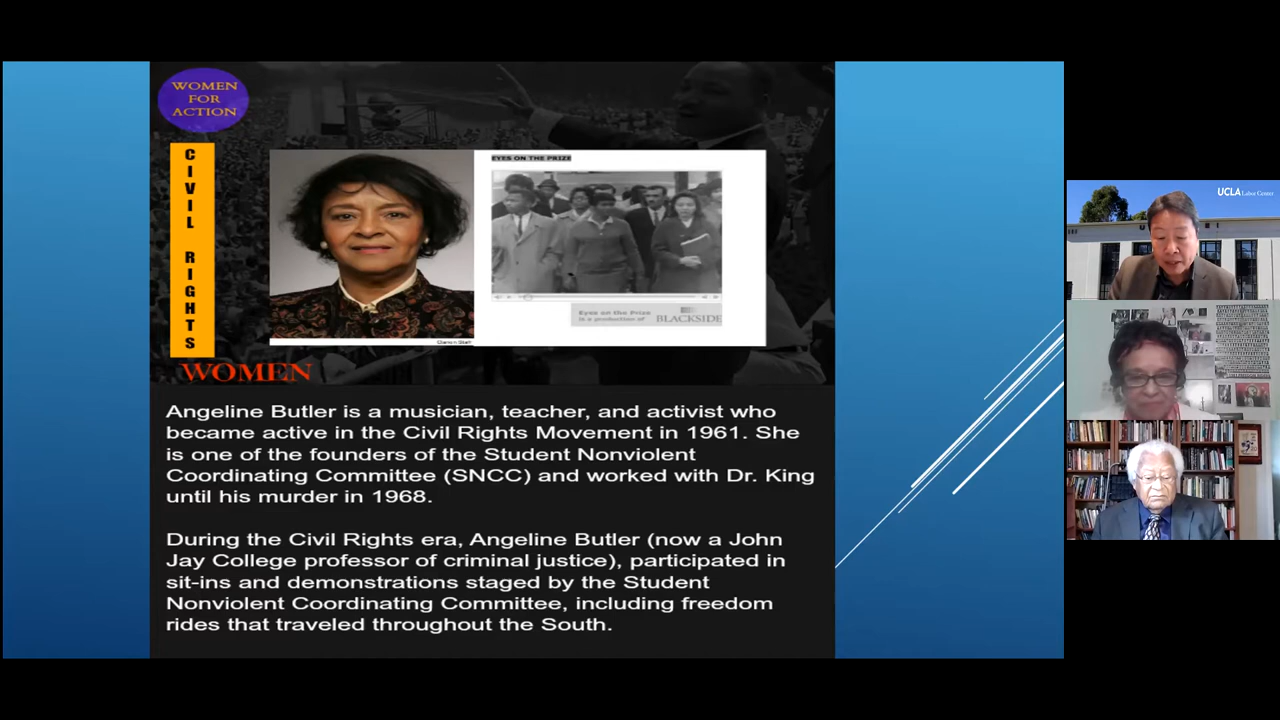 WOMEN
FOR
ACTION
CIVIL RIGHTS
WOMEN
EYES ON THE PRIZE
Eyes on the Prize
is a production of
BLACKSIDE
Angeline Butler is a musician, teacher, and activist who
became active in the Civil Rights Movement in 1961. She
is one of the founders of the Student Nonviolent
Coordinating Committee (SNCC) and worked with Dr. King
until his murder in 1968.
During the Civil Rights era, Angeline Butler (now a John
Jay College professor of criminal justice), participated in
sit-ins and demonstrations staged by the Student
Nonviolent Coordinating Committee, including freedom
rides that traveled throughout the South.
UCLA Labor Center